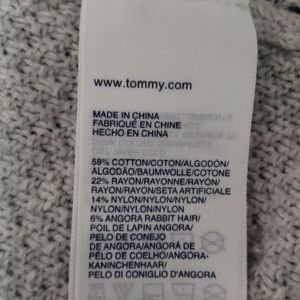 www.tommy.com
MADE IN CHINA
FABRIQUÉ EN CHINE
HECHO EN CHINA
58% COTTON/COTON/ALGODÓN/
ALGODÃO/BAUMWOLLE/COTONE
22% RAYON/RAYONNE/RAYÓN/
RAYON/RAYON/SETA ARTIFICIALE
14% NYLON/NYLON/NYLON/
NYLON/NYLON/NYLON
6% ANGORA RABBIT HAIR/
POIL DE LAPIN ANGORA/
PELO DE CONEJO
DE ANGORA/ANGORÁ DE
PÊLO DE COELHO/ANGORA-
KANINCHENHAAR/
PELO DI CONIGLIO D'ANGORA